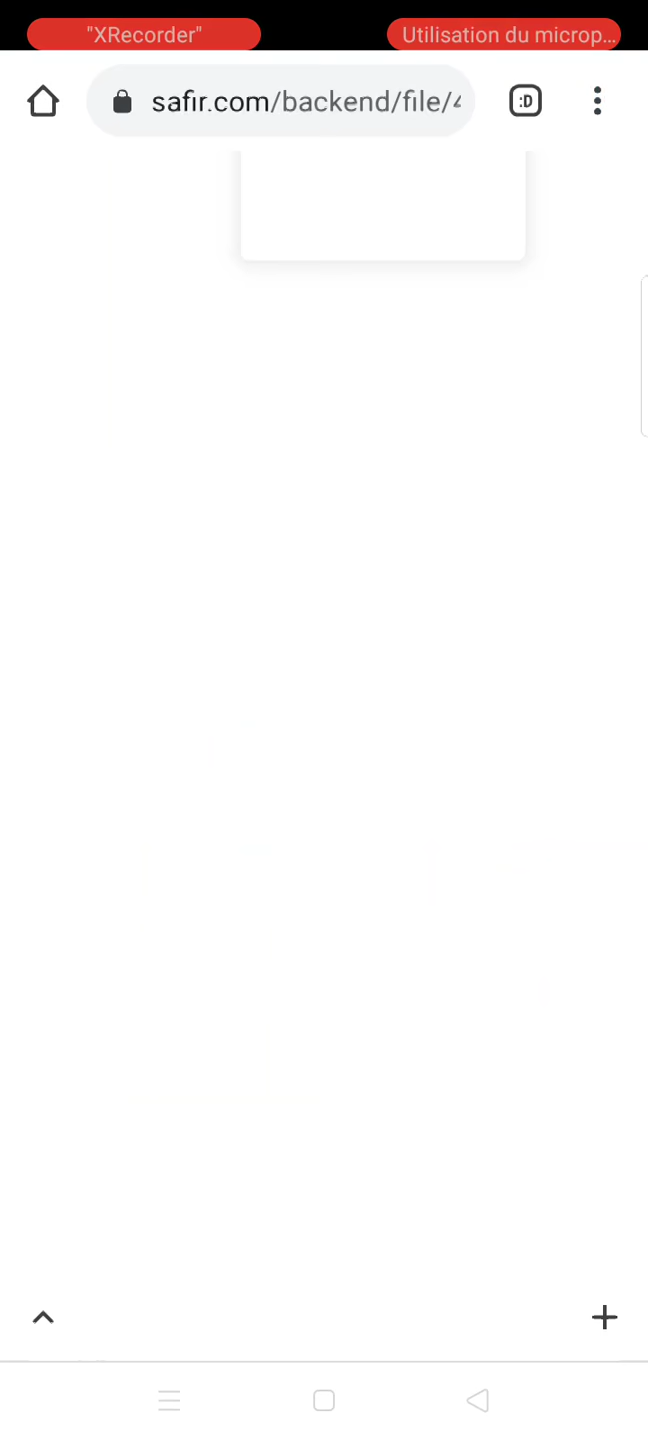 "XRecorder"
Utilisation du microp...
safir.com/backend/file/4
:D